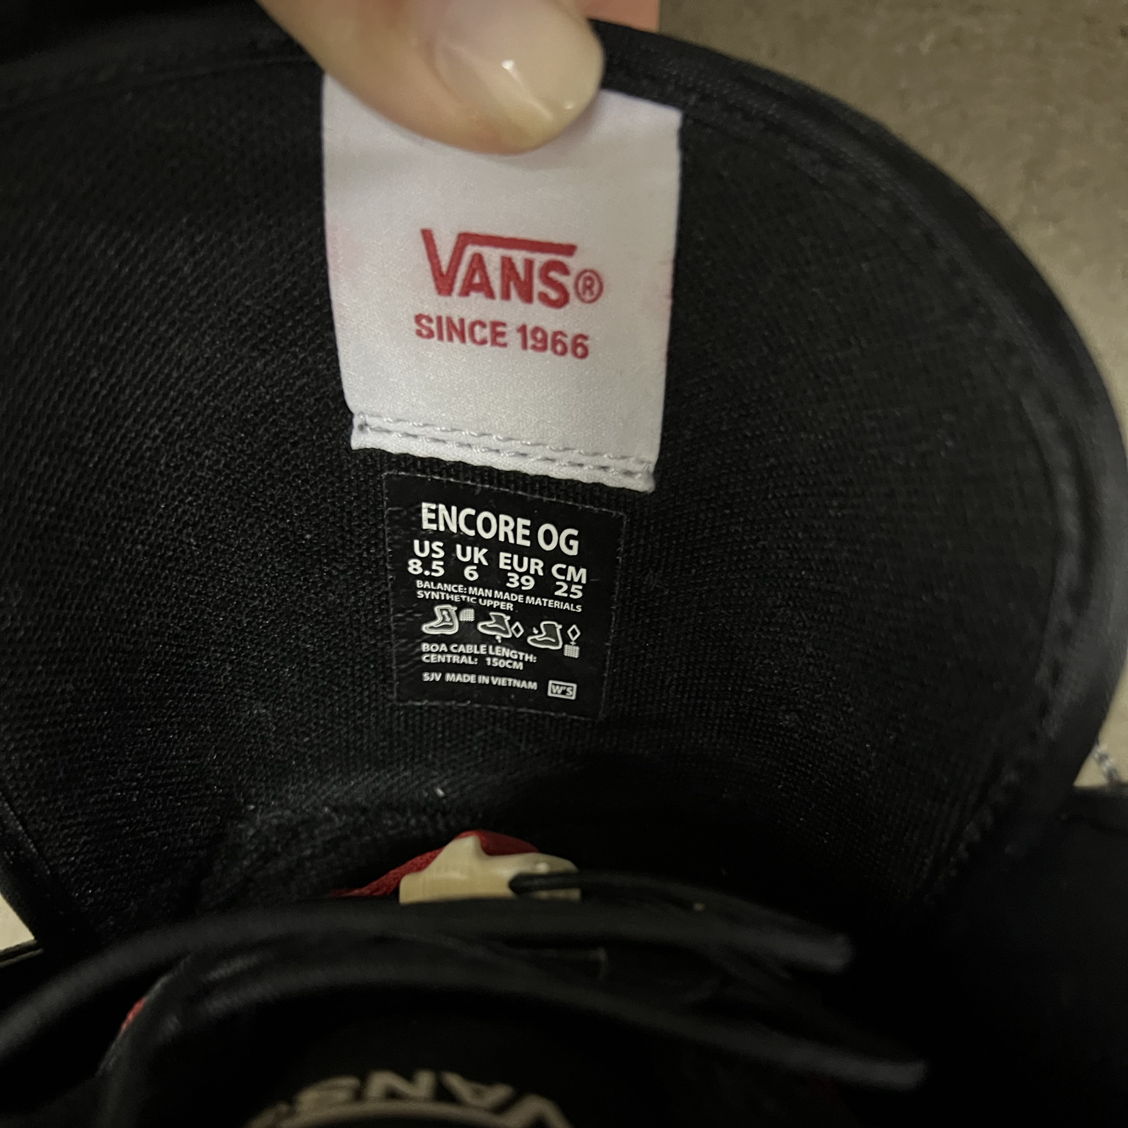 VANS®
SINCE 1966
ENCORE OG
US UK EUR CM
8.5 6 39 25
BALANCE: MAN MADE MATERIALS
SYNTHETIC UPPER
BOA CABLE LENGTH:
CENTRAL: 150CM
SJV MADE IN VIETNAM W'S
VANS